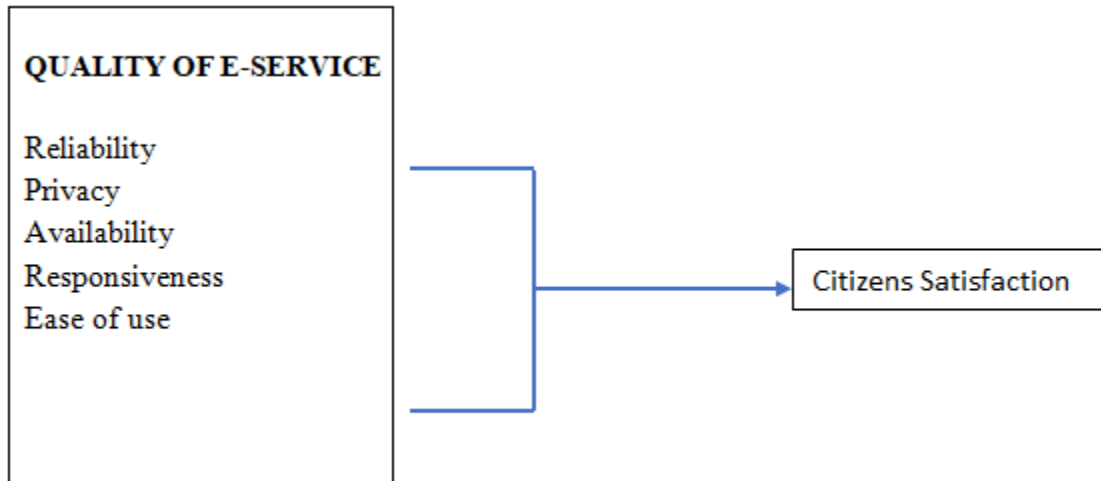 QUALITY OF E-SERVICE
Reliability
Privacy
Availability
Responsiveness
Ease of use
Citizens Satisfaction